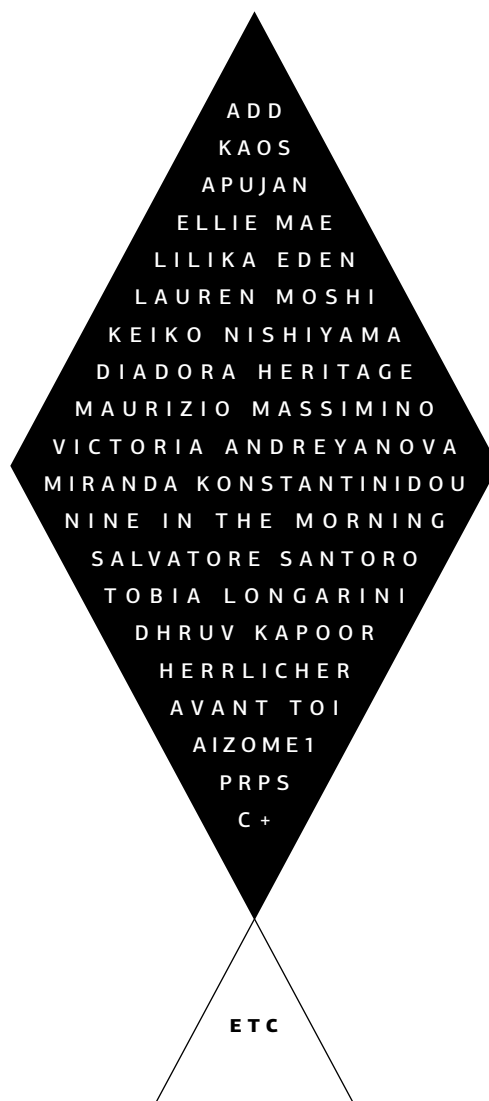 ADD
KAOS
APUJAN
ELLIE MAE
LILIKA EDEN
LAUREN MOSHI
KEIKO NISHIYAMA
DIADORA HERITAGE
MAURIZIO MASSIMINO
VICTORIA ANDREYANOVA
MIRANDA KONSTANTINIDOU
NINE IN THE MORNING
SALVATORE SANTORO
TOBIA LONGARINI
DHRUV KAPOOR
HERRLICHER
AVANT TOI
AIZOME1
PRPS
C +
ETC